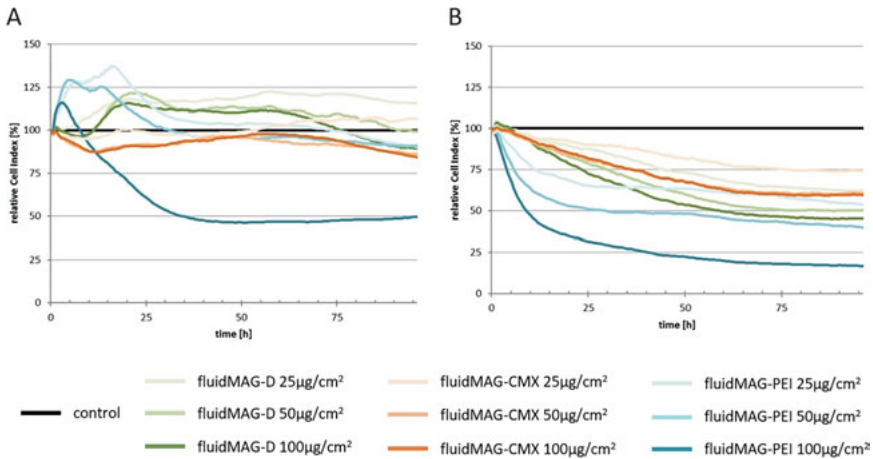 A
B
relative Cell Index [%]
150
125
100
75
50
25
0
0
25
50
75
time [h]
relative Cell Index [%]
150
125
100
75
50
25
0
0
25
50
75
time [h]
control
fluidMAG-D 25µg/cm²
fluidMAG-D 50µg/cm²
fluidMAG-D 100µg/cm²
fluidMAG-CMX 25µg/cm²
fluidMAG-CMX 50µg/cm²
fluidMAG-CMX 100µg/cm²
fluidMAG-PEI 25µg/cm²
fluidMAG-PEI 50µg/cm²
fluidMAG-PEI 100µg/cm²